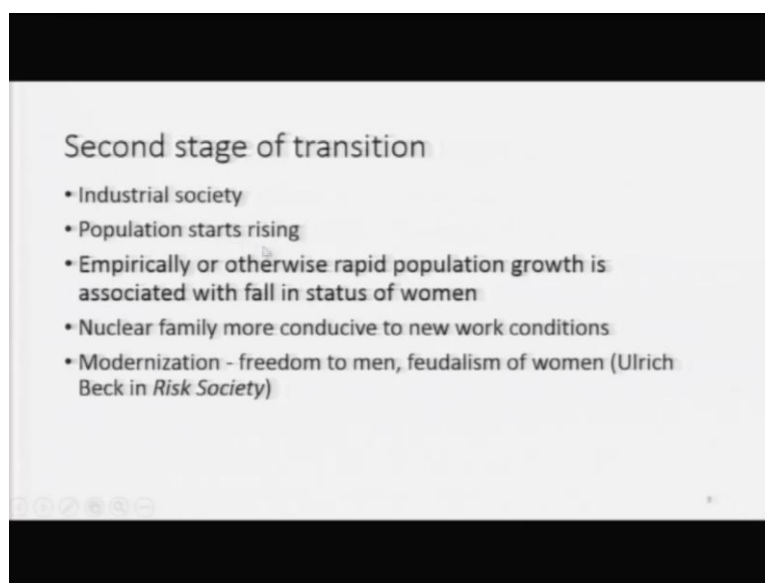 Second stage of transition
• Industrial society
• Population starts rising
• Empirically or otherwise rapid population growth is
associated with fall in status of women
• Nuclear family more conducive to new work conditions
• Modernization - freedom to men, feudalism of women (Ulrich
Beck in Risk Society)